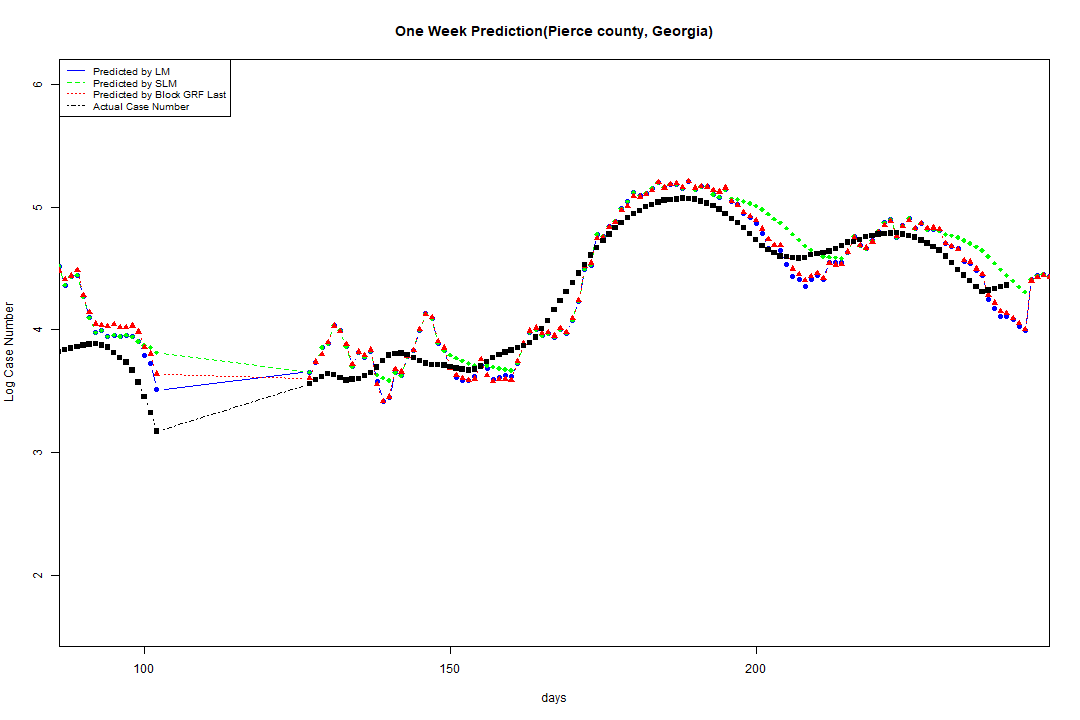 One Week Prediction(Pierce county, Georgia)
Predicted by LM
Predicted by SLM
Predicted by Block GRF Last
Actual Case Number
6
5
4
3
2
Log Case Number
100 150 200
days